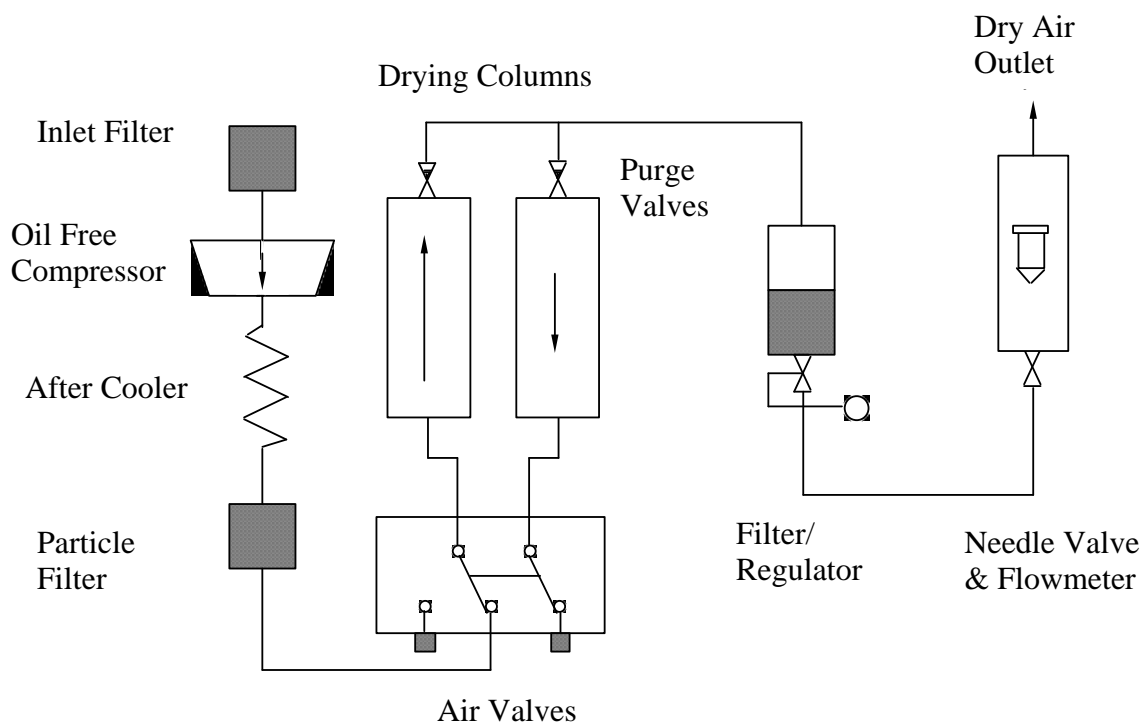 Dry Air
Outlet
Drying Columns
Inlet Filter
Purge
Valves
Oil Free
Compressor
After Cooler
Particle
Filter
Filter/
Regulator
Needle Valve
& Flowmeter
Air Valves